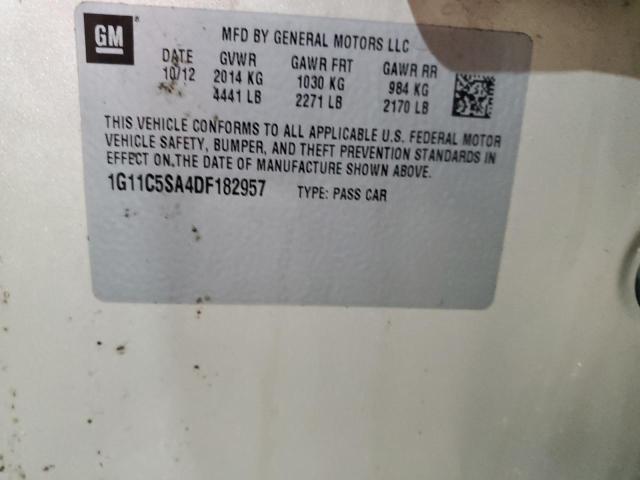 GM
MFD BY GENERAL MOTORS LLC
DATE GVWR GAWR FRT GAWR RR
10/12 2014 KG 1030 KG 984 KG
4441 LB 2271 LB 2170 LB
THIS VEHICLE CONFORMS TO ALL APPLICABLE U.S. FEDERAL MOTOR
VEHICLE SAFETY, BUMPER, AND THEFT PREVENTION STANDARDS IN
EFFECT ON THE DATE OF MANUFACTURE SHOWN ABOVE.
1G11C5SA4DF182957 TYPE: PASS CAR